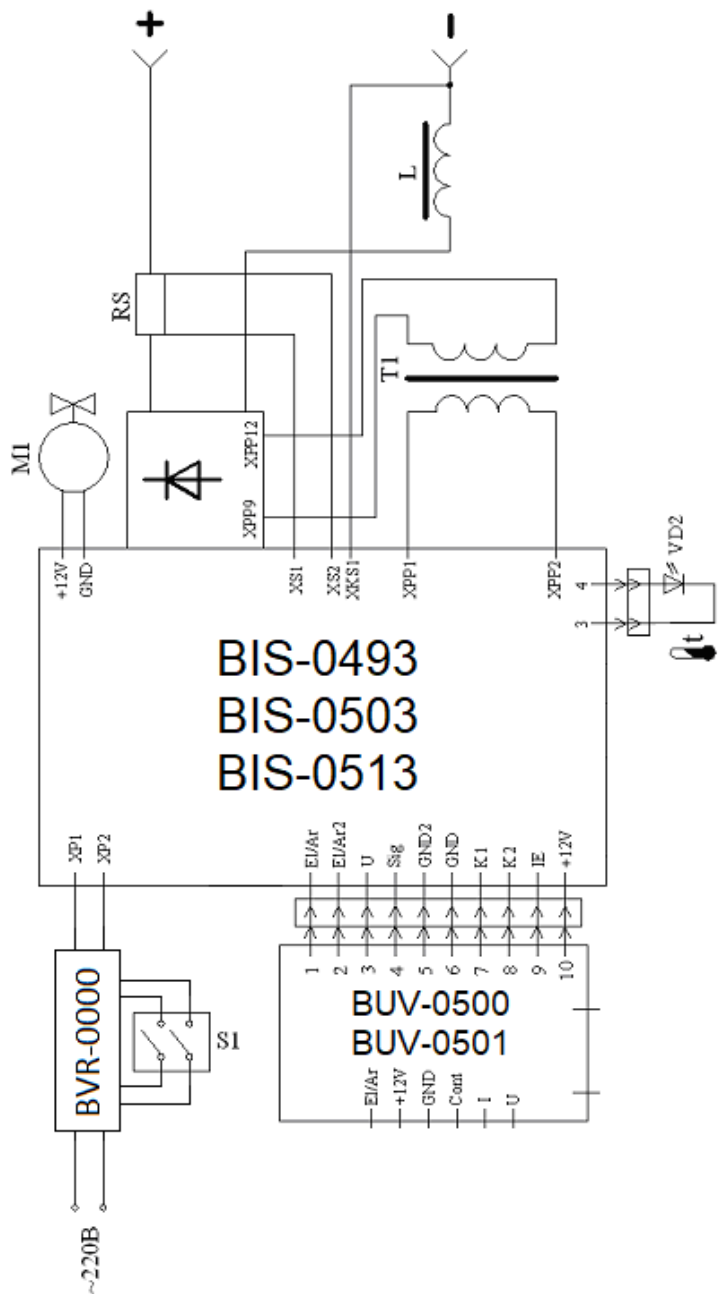 +
-
L
RS
T1
M1
XPP12
XPP9
+12V
GND
XS1
XS2
XKS1
XPP1
XPP2
4
3
VD2
t
BIS-0493
BIS-0503
BIS-0513
XP1
XP2
El/Ar
El/Ar2
U
Sig
GND2
GND
K1
K2
IE
+12V
1
2
3
4
5
6
7
8
9
10
BVR-0000
S1
BUV-0500
BUV-0501
El/Ar
+12V
GND
Cont
I
U
~220В